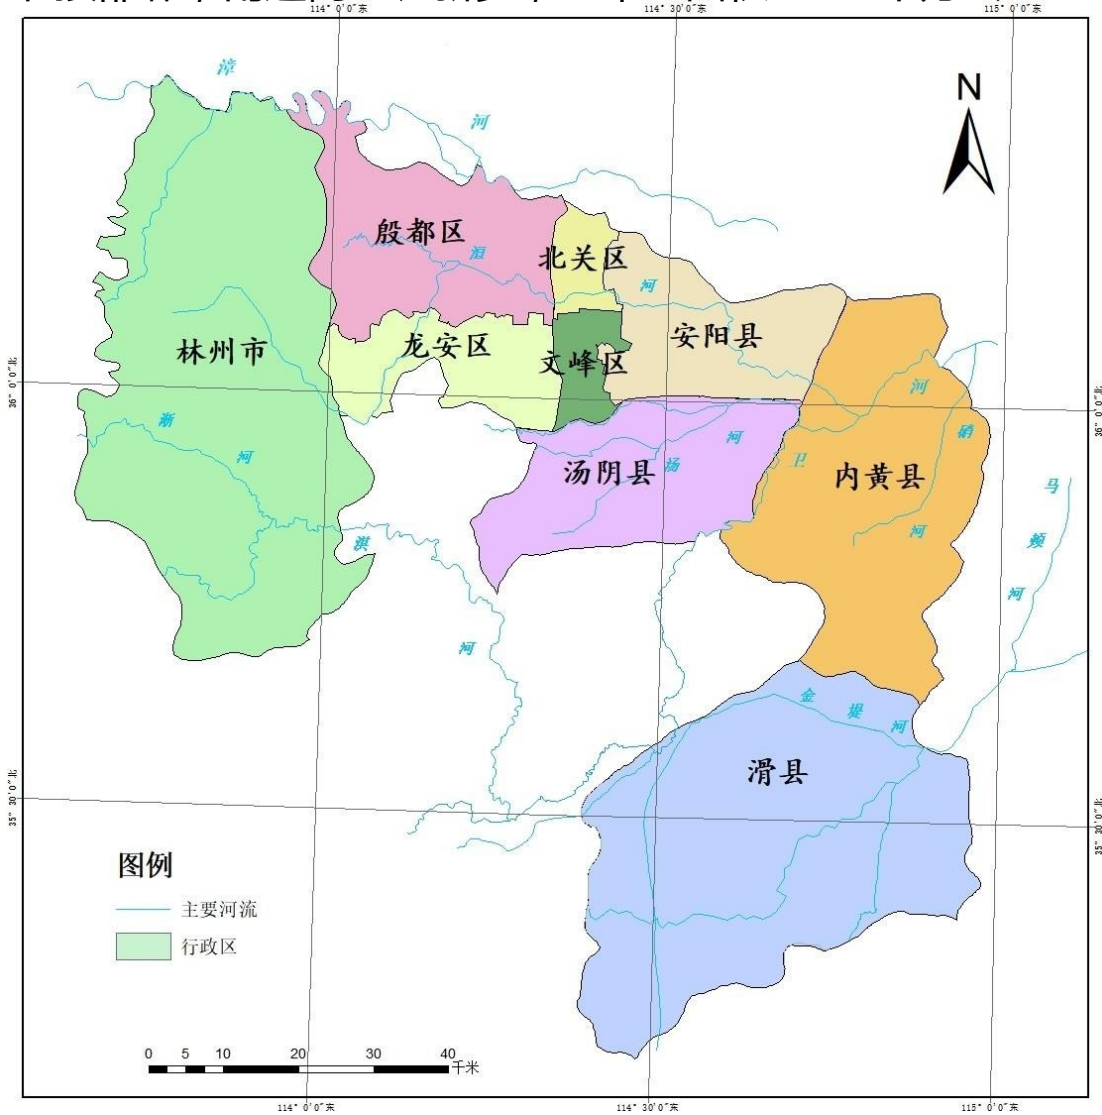 114° 0′0″东
114° 30′0″东
115° 0′0″东
N
漳
河
殷都区
洹
北关区
河
林州市
龙安区
文峰区
安阳县
36° 0′0″北
36° 0′0″北
淅
河
河
硝
河
汤
河
卫
汤阴县
内黄县
马
颊
河
淇
河
河
金
堤
河
滑县
35° 30′0″北
35° 30′0″北
图例
主要河流
行政区
0 5 10 20 30 40
千米
114° 0′0″东
114° 30′0″东
115° 0′0″东